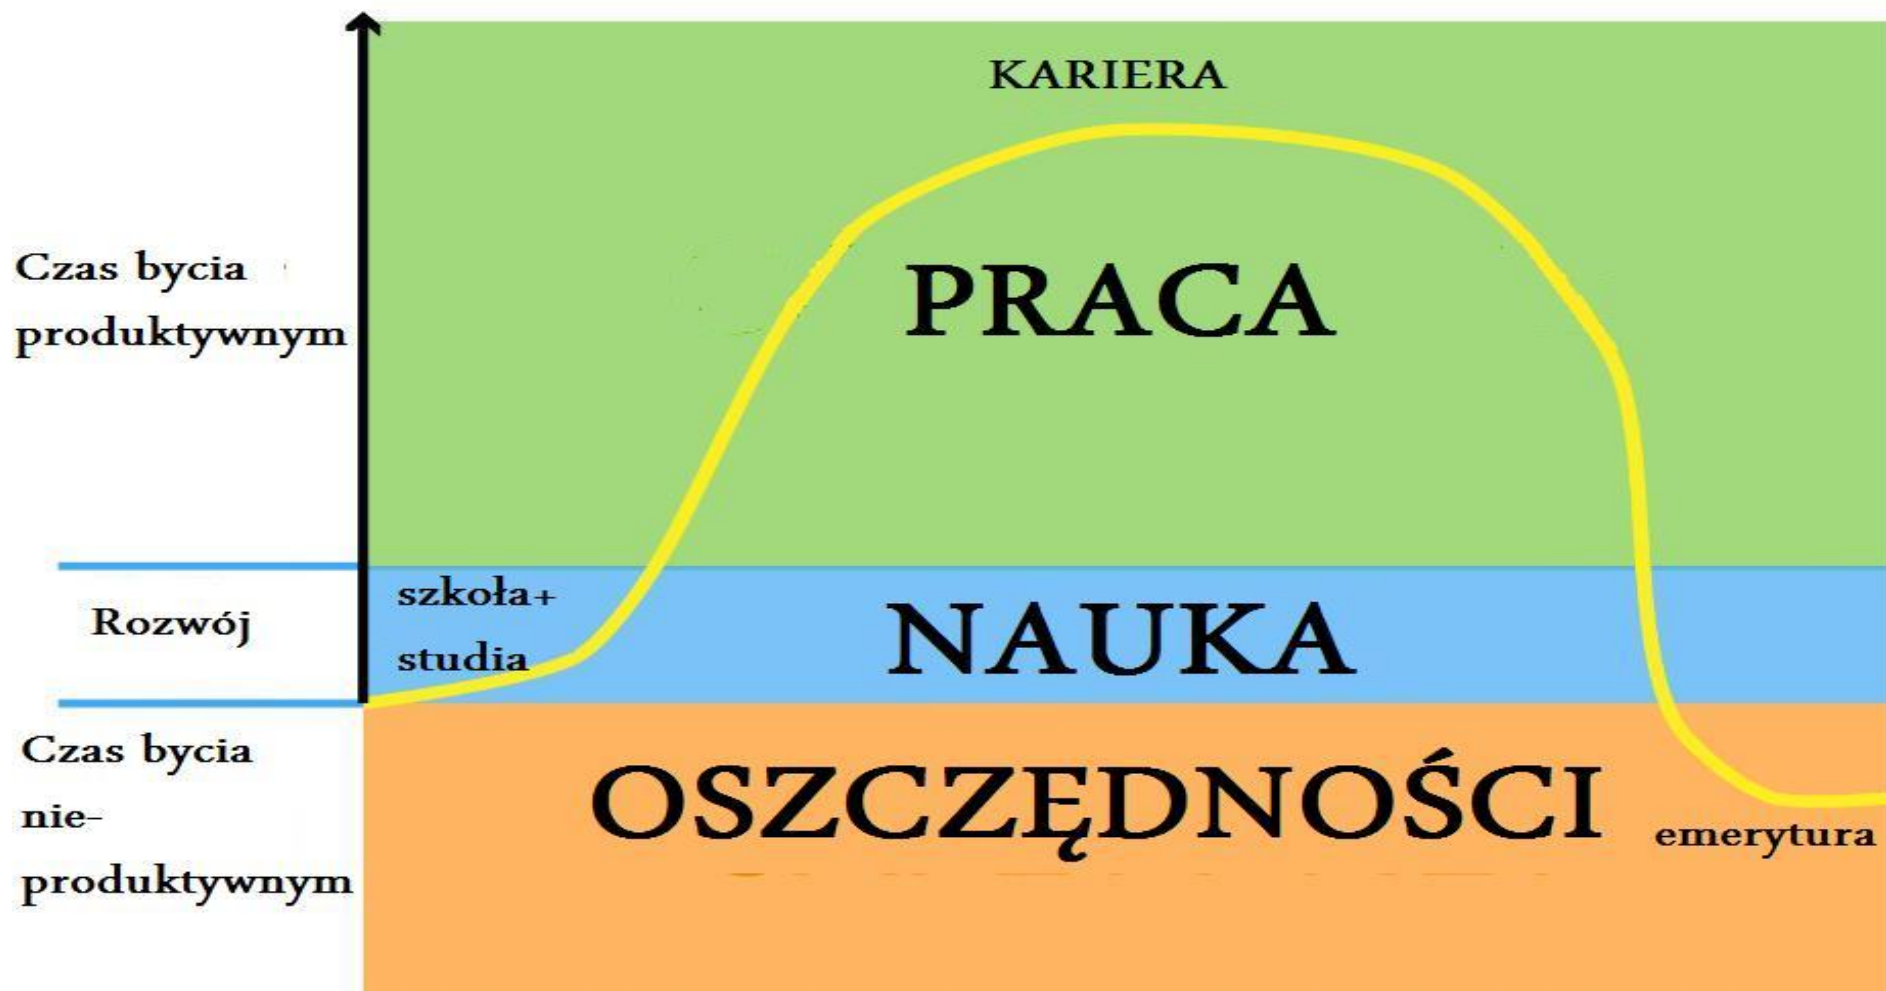 KARIERA
Czas bycia
produktywnym
PRACA
szkoła+
studia
Rozwój
NAUKA
Czas bycia
nie-
produktywnym
OSZCZĘDNOŚCI
emerytura